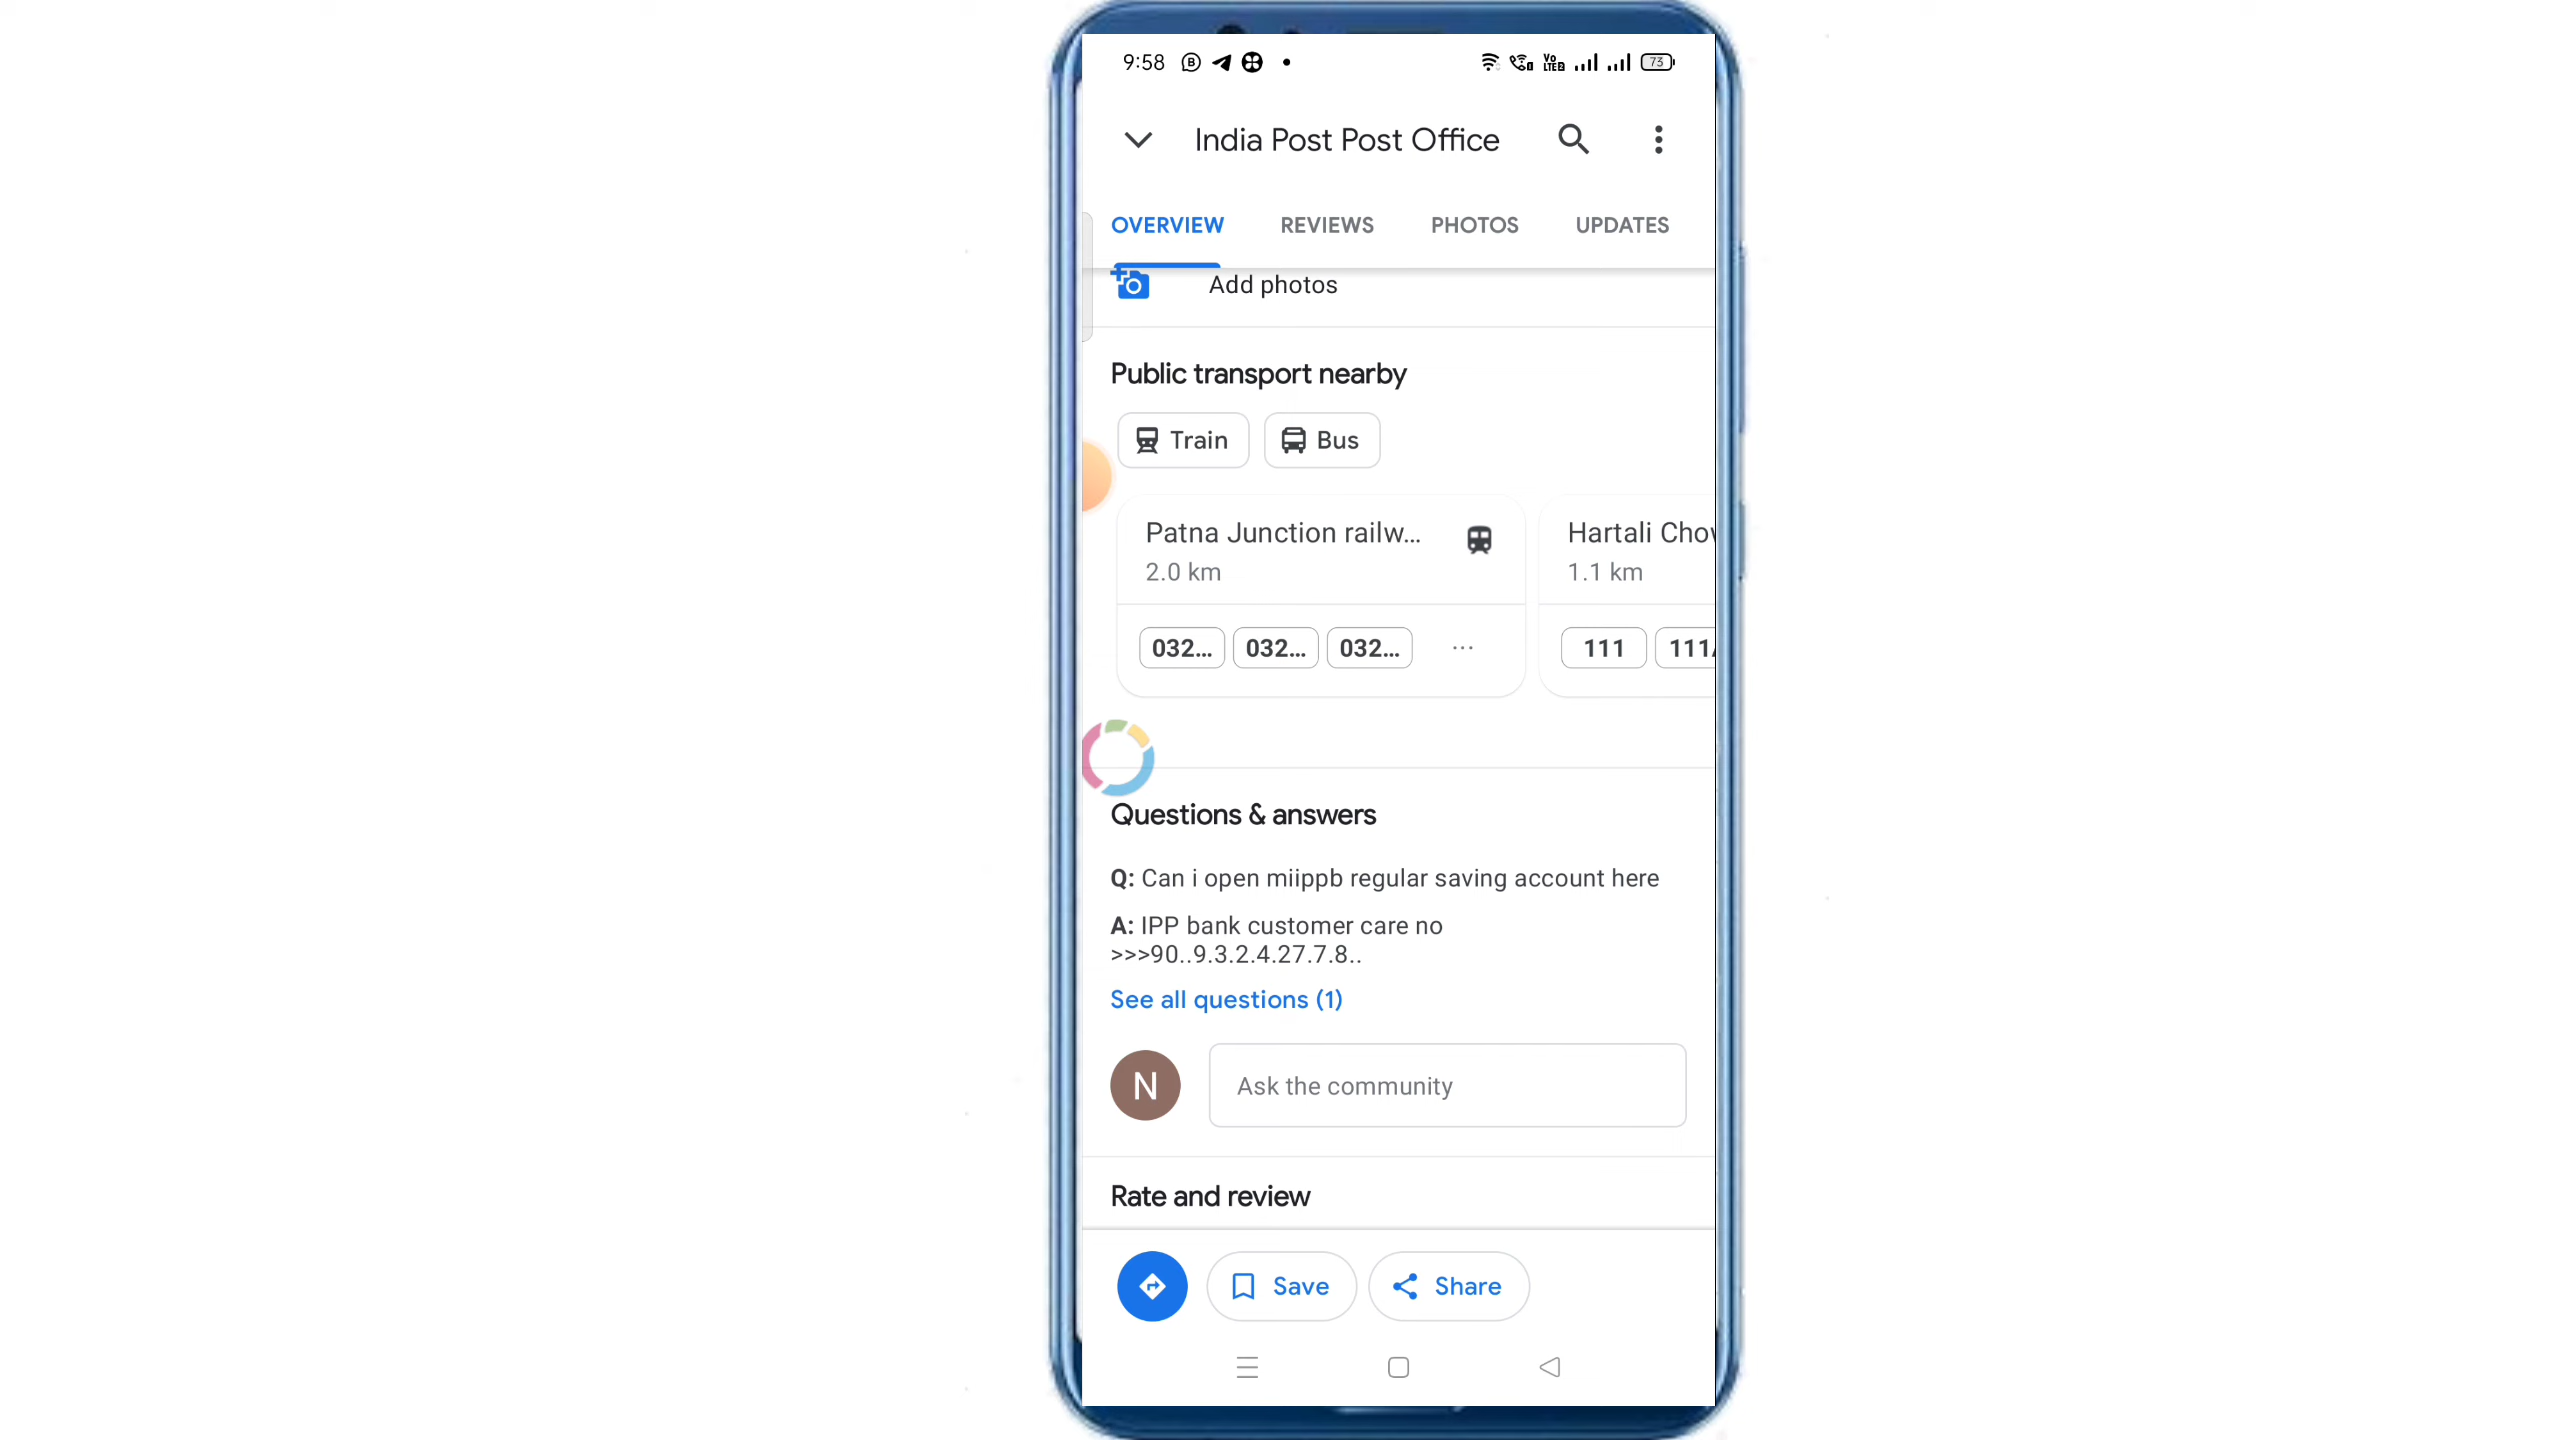 9:58
73
India Post Post Office
OVERVIEW REVIEWS PHOTOS UPDATES
Add photos
Public transport nearby
Train Bus
Patna Junction railw... Hartali Chow
2.0 km 1.1 km
032... 032... 032... ... 111 111A
Questions & answers
Q: Can i open miippb regular saving account here
A: IPP bank customer care no
>>>90..9.3.2.4.27.7.8..
See all questions (1)
N Ask the community
Rate and review
Save Share